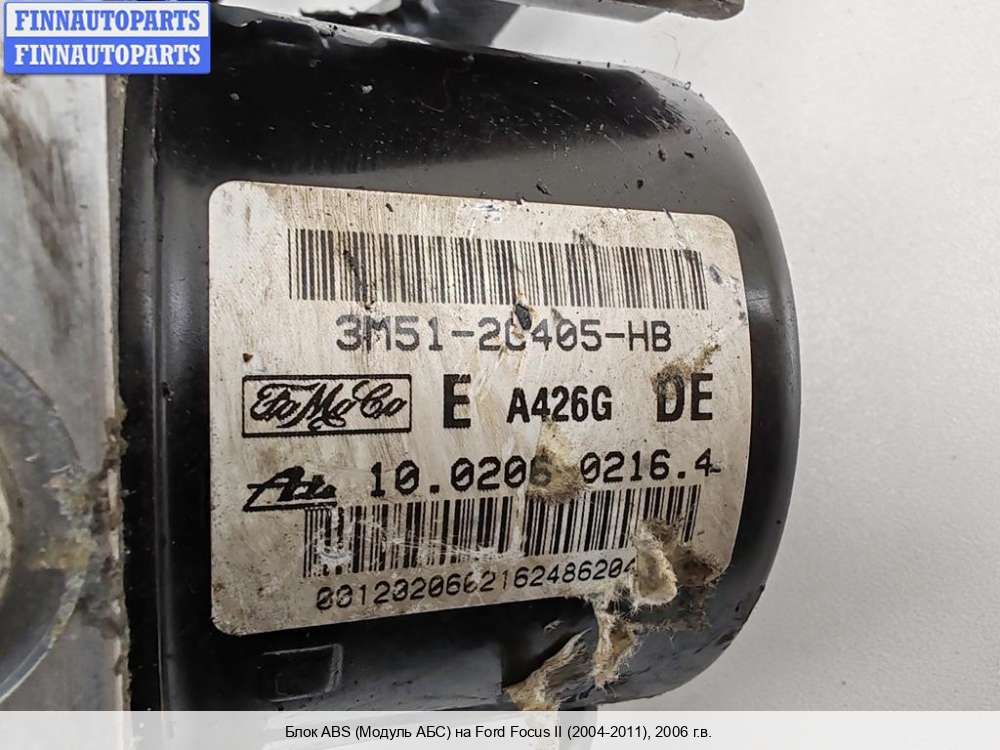 FINNAUTOPARTS
FINNAUTOPARTS
3M51-2C405-HB
FoMoCo E A426G DE
Ate 10.0206 0216.4
Блок ABS (Модуль АБС) на Ford Focus II (2004-2011), 2006 г.в.